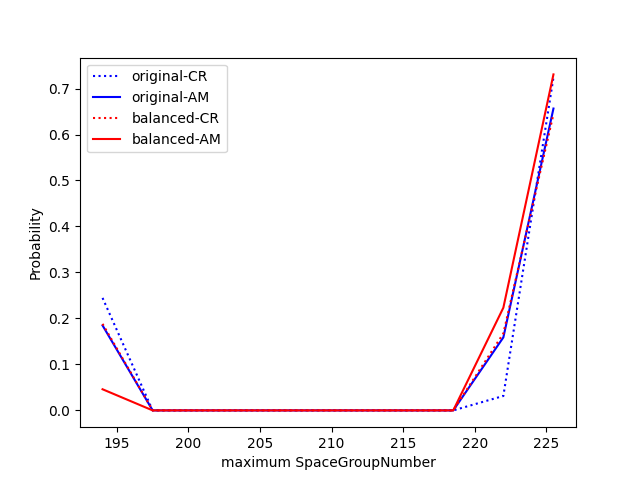 original-CR
original-AM
balanced-CR
balanced-AM
0.7
0.6
0.5
0.4
0.3
0.2
0.1
0.0
Probability
195 200 205 210 215 220 225
maximum SpaceGroupNumber